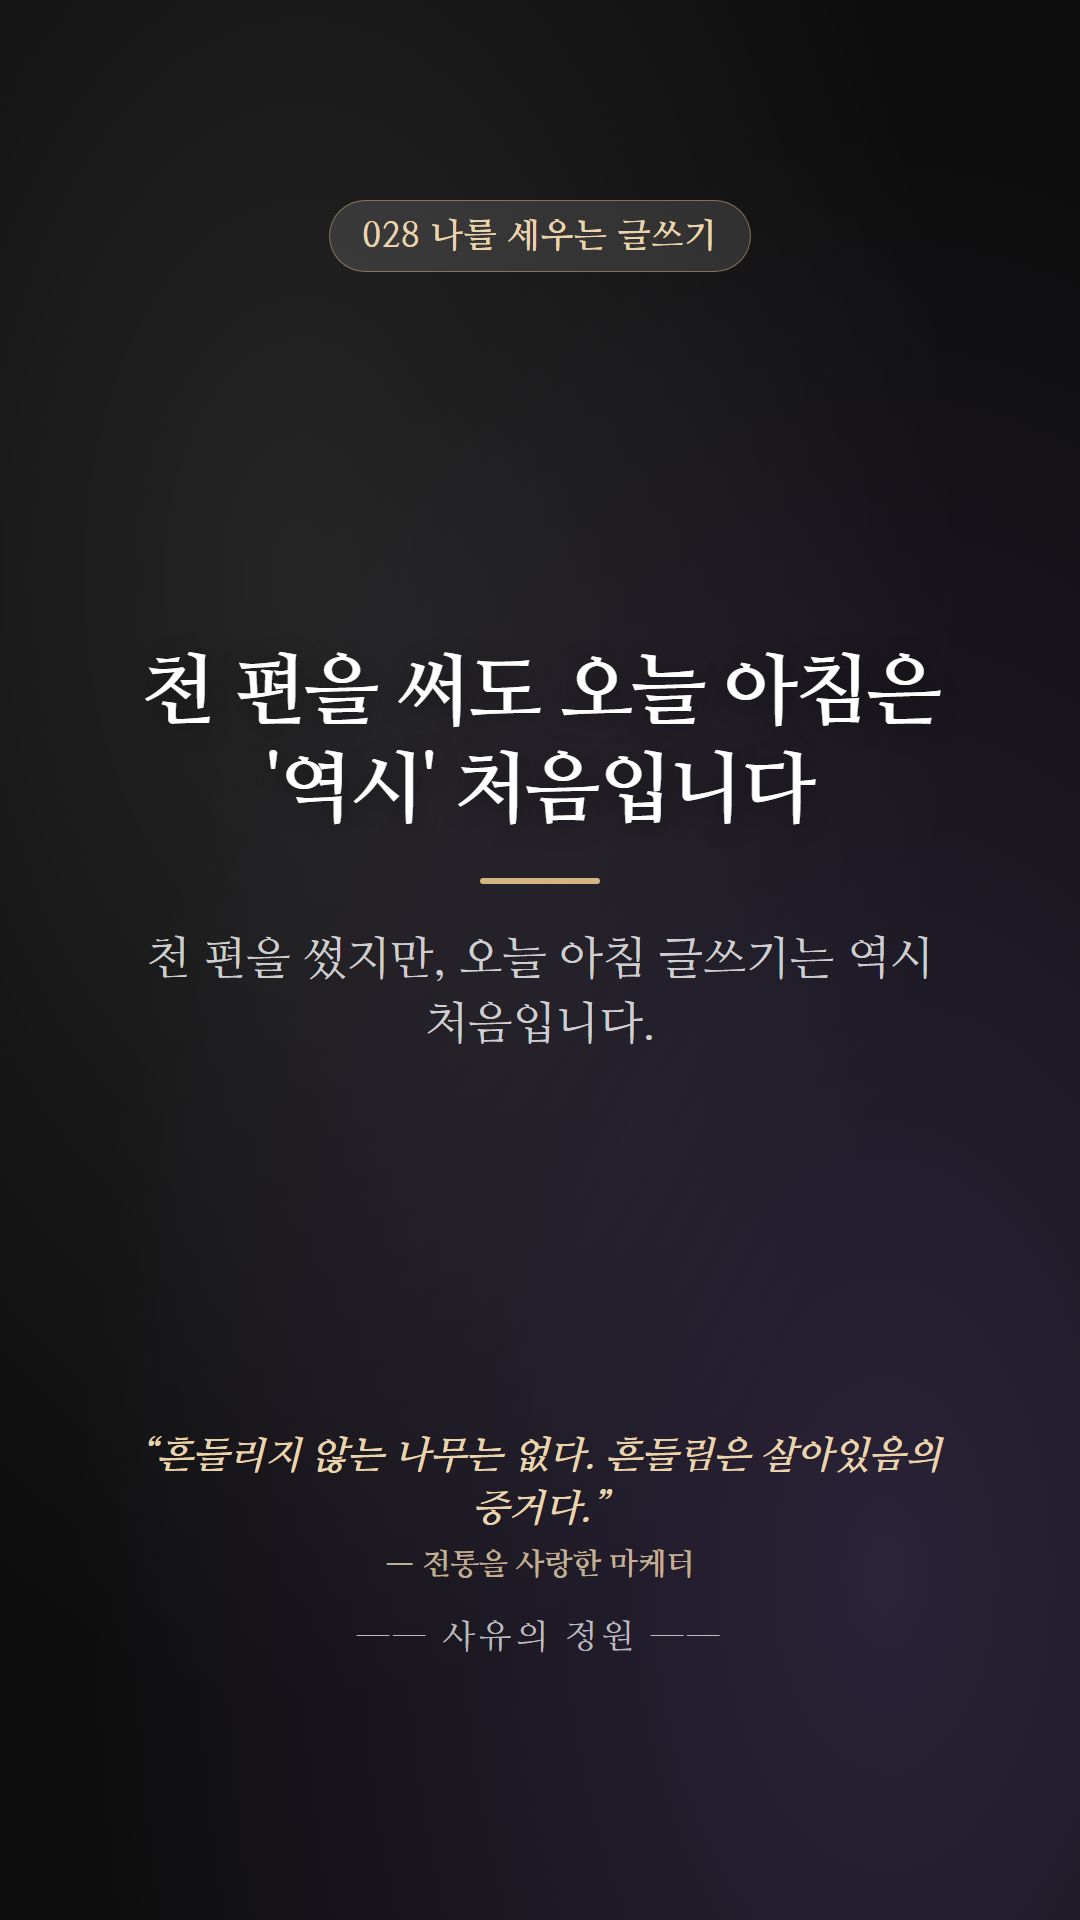 028 나를 세우는 글쓰기
천 편을 써도 오늘 아침은
'역시' 처음입니다
천 편을 썼지만, 오늘 아침 글쓰기는 역시
처음입니다.
“흔들리지 않는 나무는 없다. 흔들림은 살아있음의
증거다.”
— 전통을 사랑한 마케터
—— 사유의 정원 ——